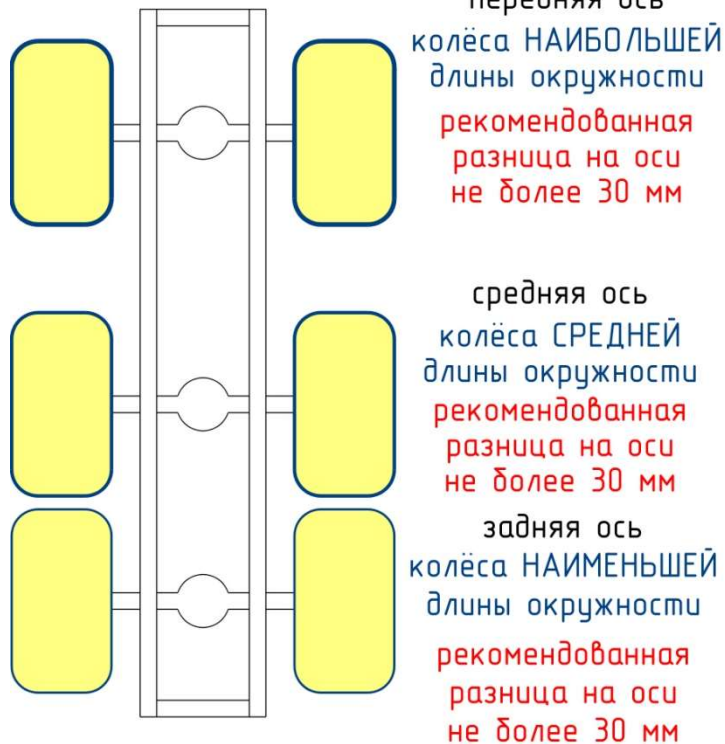 передняя ось
колёса НАИБОЛЬШЕЙ
длины окружности
рекомендованная
разница на оси
не более 30 мм
средняя ось
колёса СРЕДНЕЙ
длины окружности
рекомендованная
разница на оси
не более 30 мм
задняя ось
колёса НАИМЕНЬШЕЙ
длины окружности
рекомендованная
разница на оси
не более 30 мм